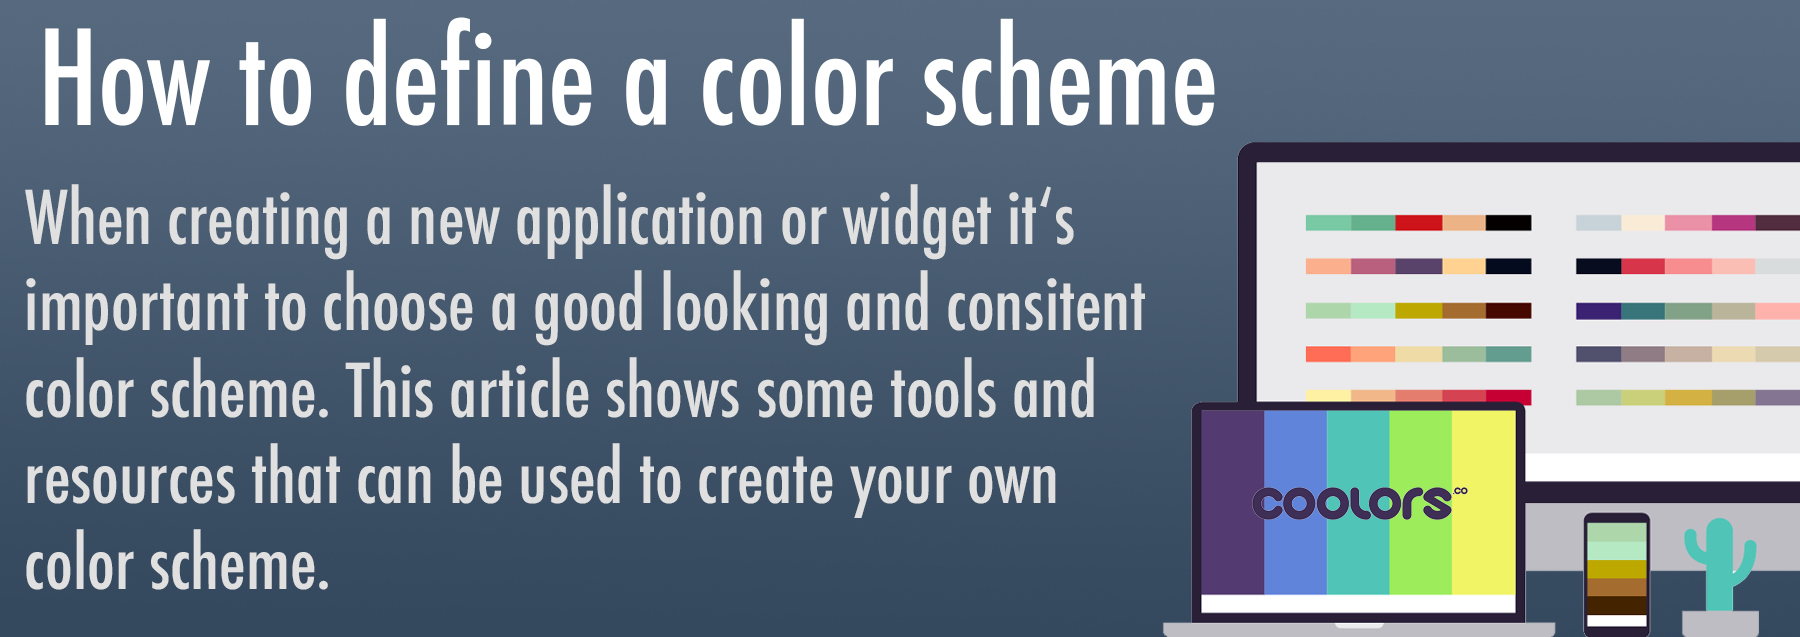 How to define a color scheme
When creating a new application or widget it‘s
important to choose a good looking and consitent
color scheme. This article shows some tools and
resources that can be used to create your own
color scheme.
coolors.co